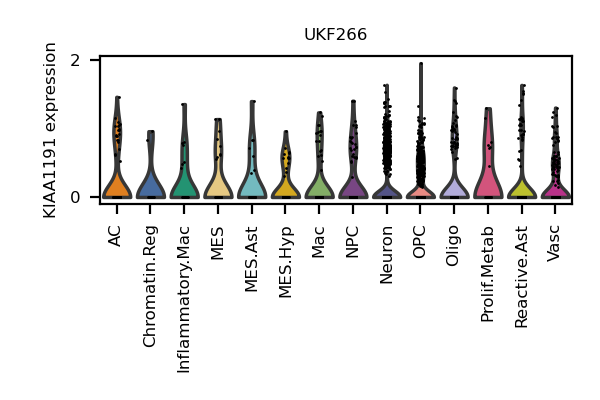 UKF266
KIAA1191 expression
2
0
AC
Chromatin.Reg
Inflammatory.Mac
MES
MES.Ast
MES.Hyp
Mac
NPC
Neuron
OPC
Oligo
Prolif.Metab
Reactive.Ast
Vasc